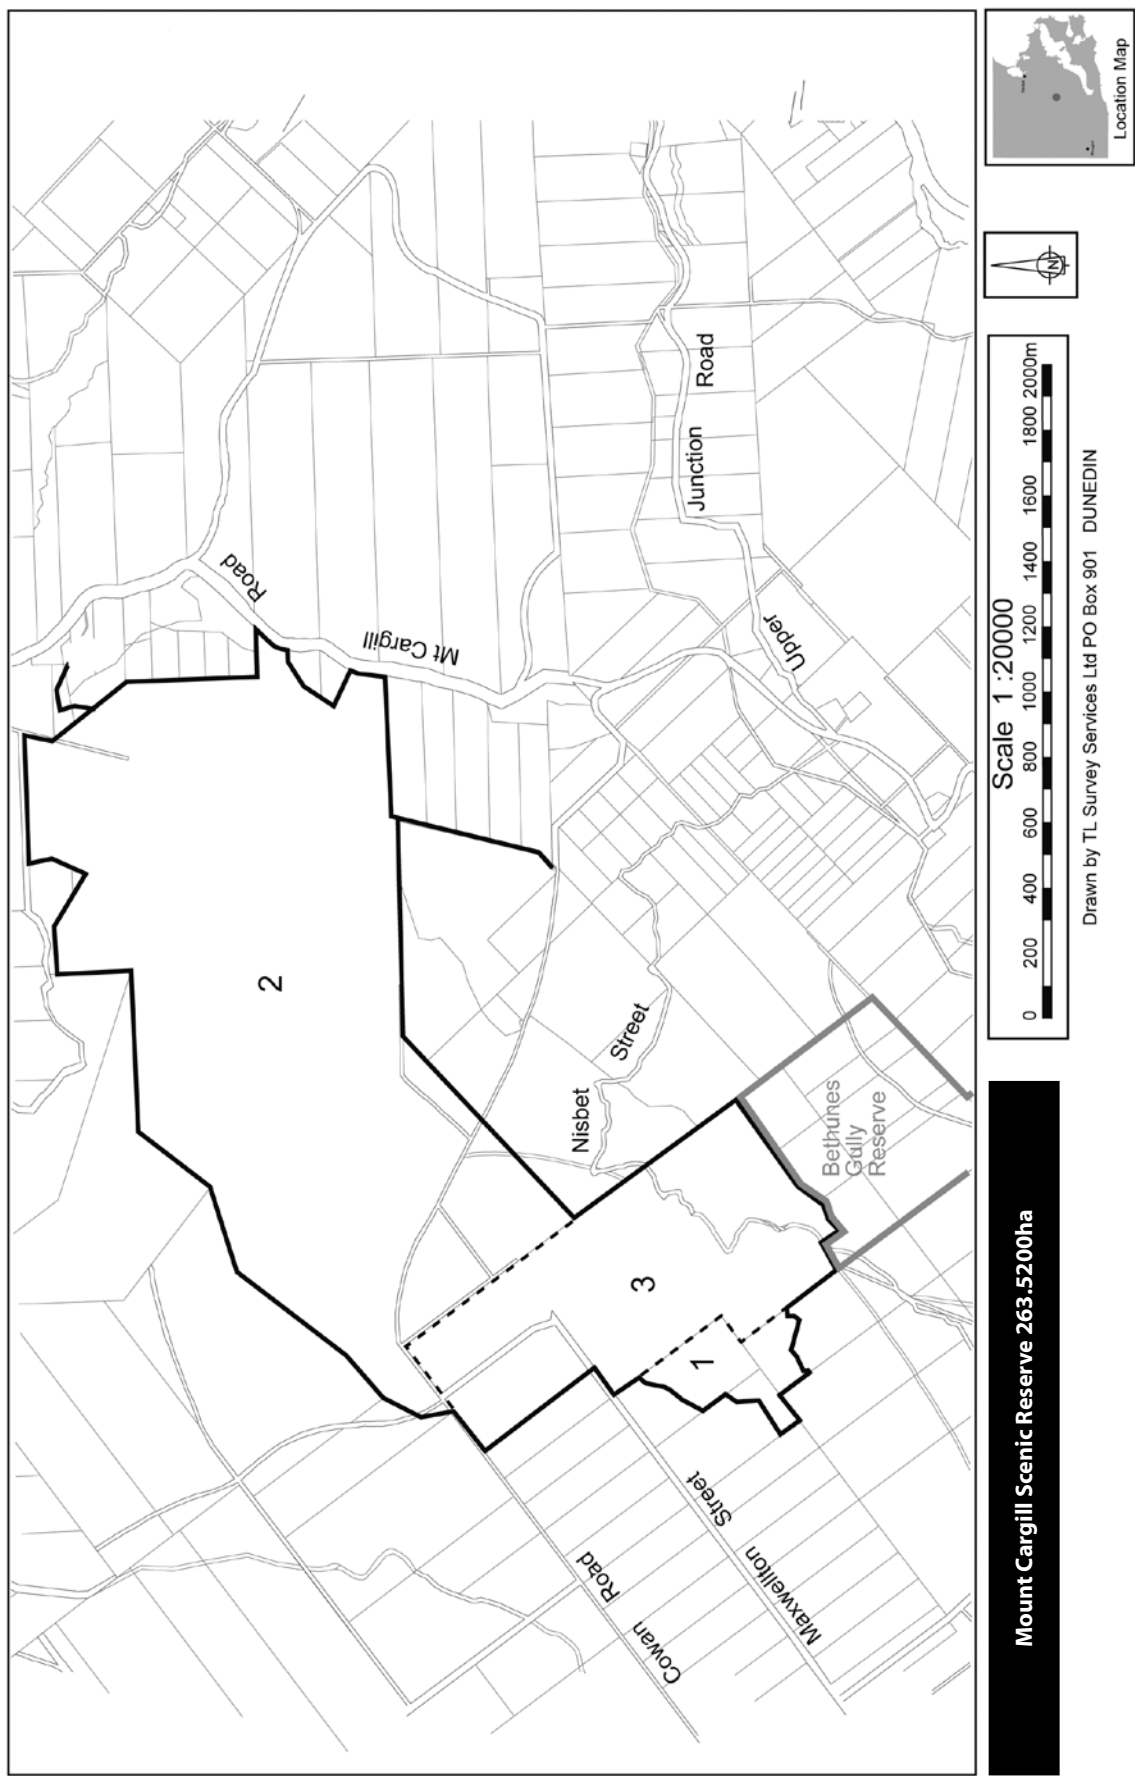 2
Mt Cargill
Road
Junction
Road
Upper
Nisbet
Street
3
1
Bethunes
Gully
Reserve
Cowan
Road
Maxwellton
Street
Mount Cargill Scenic Reserve 263.5200ha
Scale 1 :20000
0 200 400 600 800 1000 1200 1400 1600 1800 2000m
Drawn by TL Survey Services Ltd PO Box 901 DUNEDIN
N
Location Map